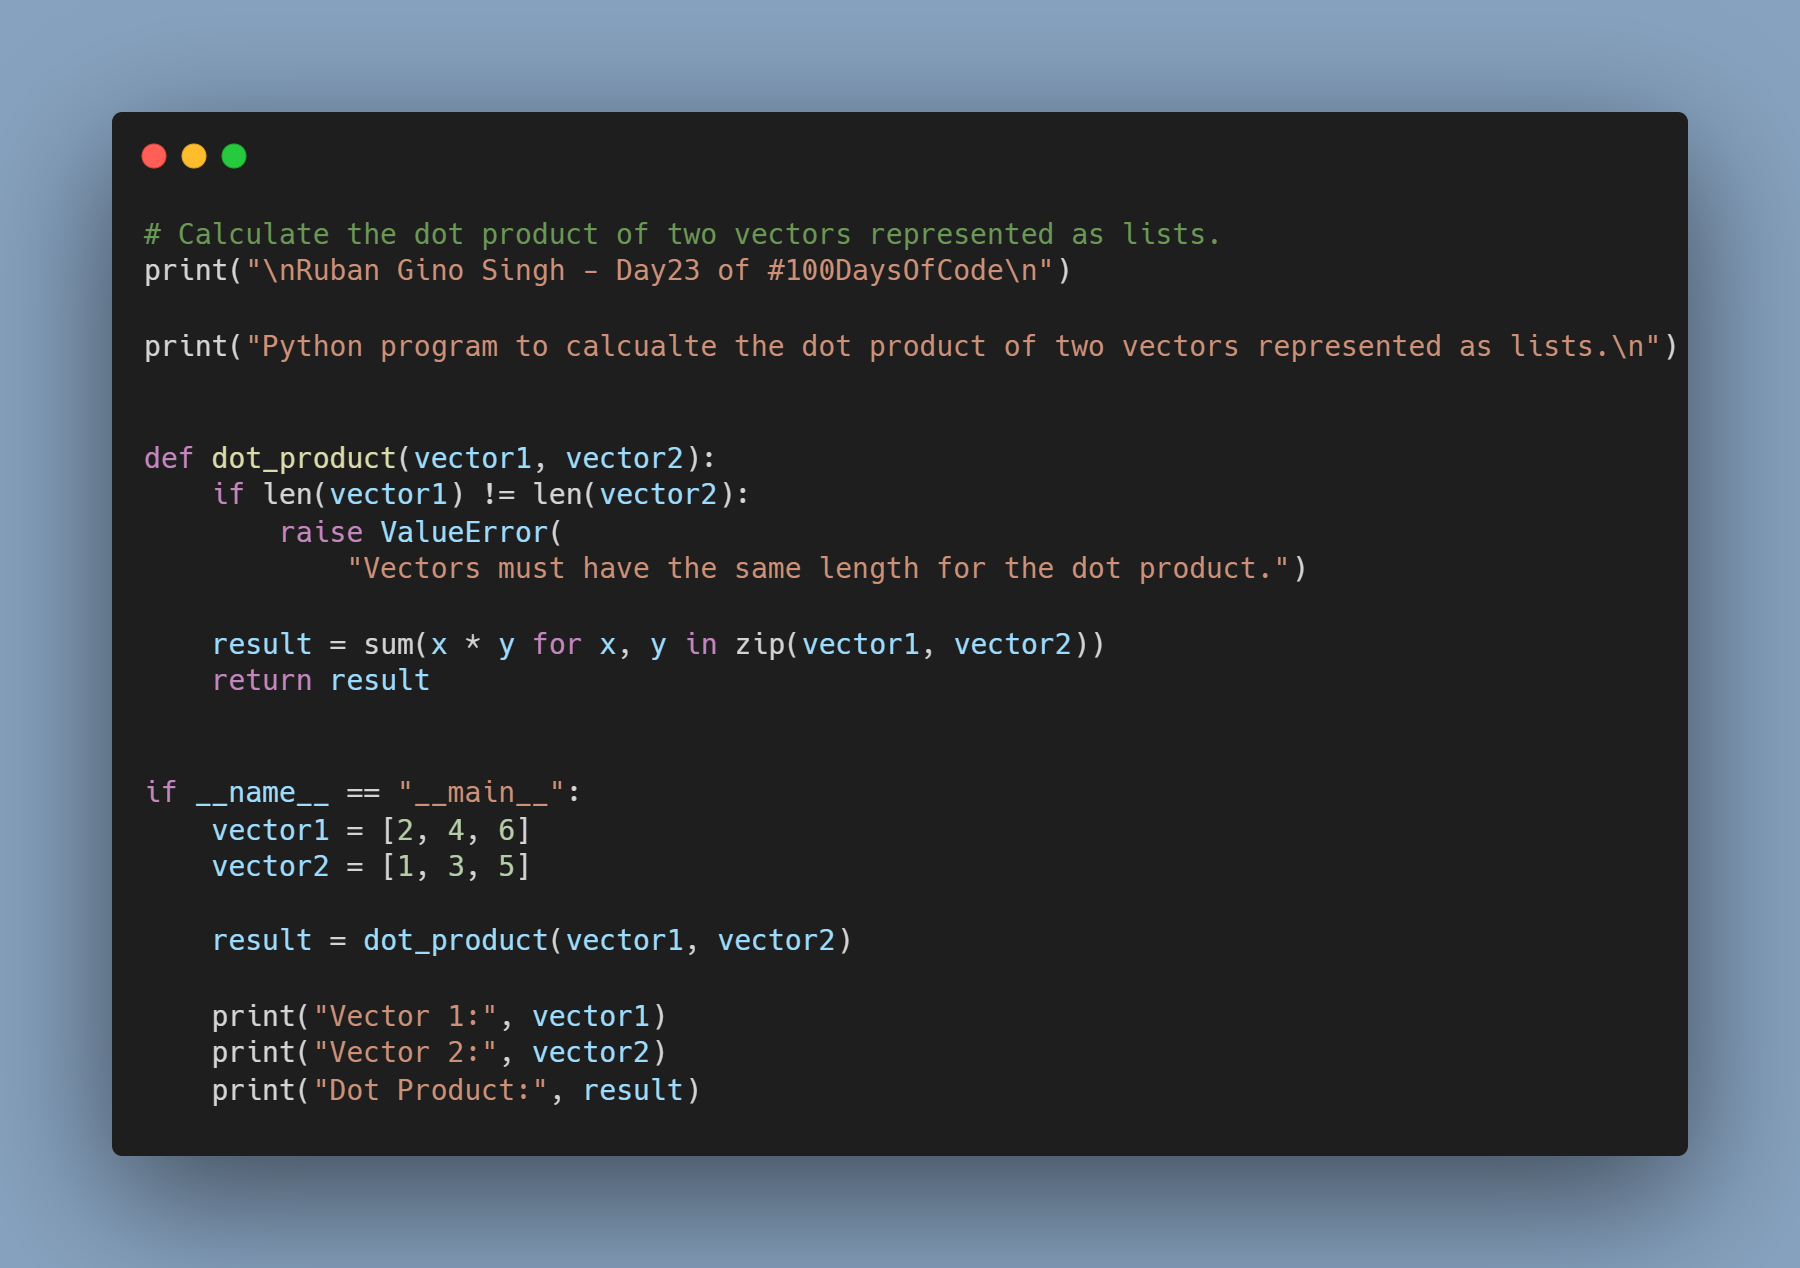 # Calculate the dot product of two vectors represented as lists.
print("\nRuban Gino Singh - Day23 of #100DaysOfCode\n")

print("Python program to calcualte the dot product of two vectors represented as lists.\n")


def dot_product(vector1, vector2):
    if len(vector1) != len(vector2):
        raise ValueError(
            "Vectors must have the same length for the dot product.")

    result = sum(x * y for x, y in zip(vector1, vector2))
    return result


if __name__ == "__main__":
    vector1 = [2, 4, 6]
    vector2 = [1, 3, 5]

    result = dot_product(vector1, vector2)

    print("Vector 1:", vector1)
    print("Vector 2:", vector2)
    print("Dot Product:", result)